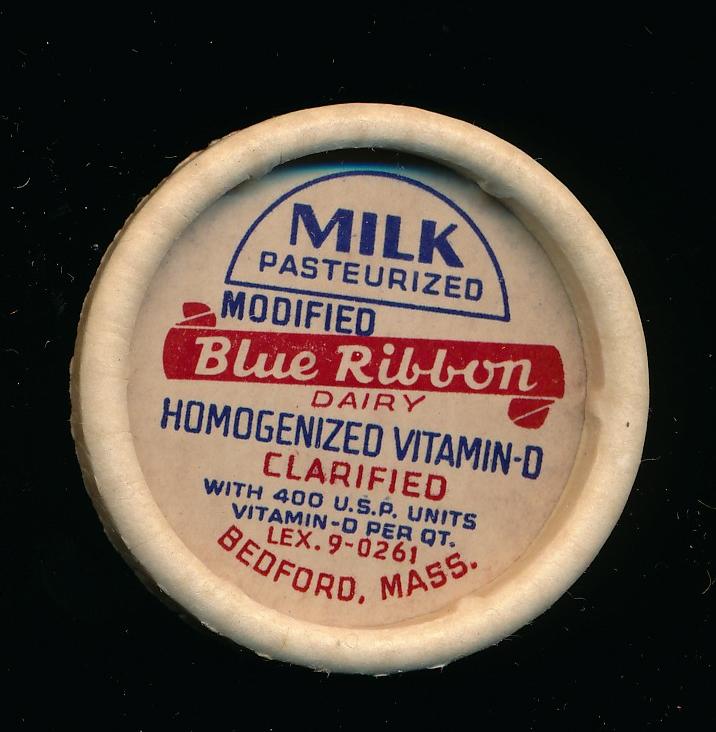 MILK
PASTEURIZED
MODIFIED
Blue Ribbon
DAIRY
HOMOGENIZED VITAMIN-D
CLARIFIED
WITH 400 U.S.P. UNITS
VITAMIN-D PER QT.
LEX. 9-0261
BEDFORD, MASS.